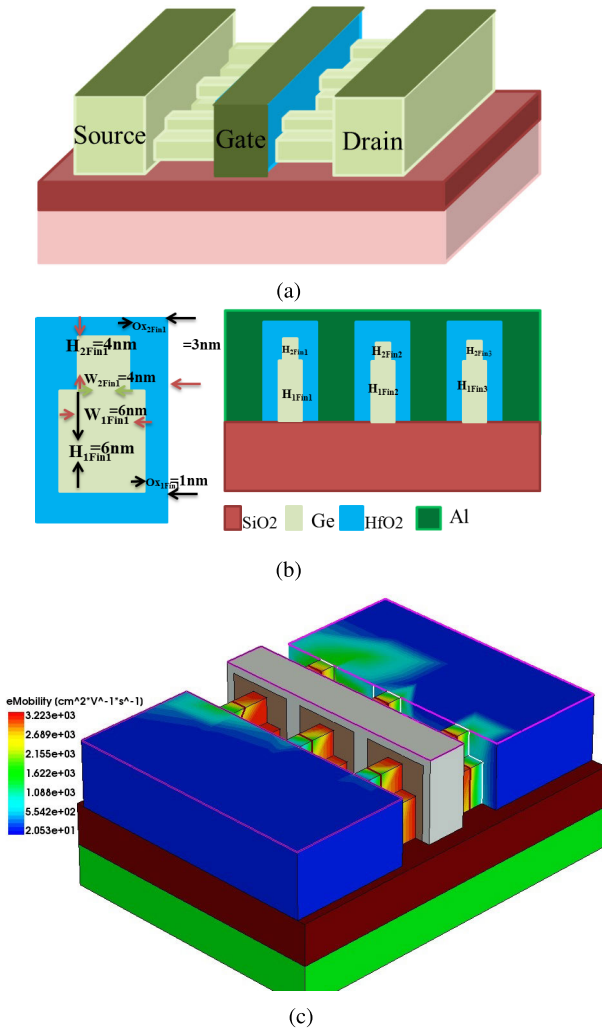 Source
Gate
Drain
(a)
Ox2Fin1
H2Fin1=4nm
=3nm
W2Fin1=4nm
W1Fin1=6nm
H1Fin1=6nm
Ox1Fin1=1nm
H2Fin1 H2Fin2 H2Fin3
H1Fin1 H1Fin2 H1Fin3
SiO2 Ge HfO2 Al
(b)
eMobility (cm^2*V^-1*s^-1)
3.223e+03
2.689e+03
2.155e+03
1.622e+03
1.088e+03
5.542e+02
2.053e+01
(c)